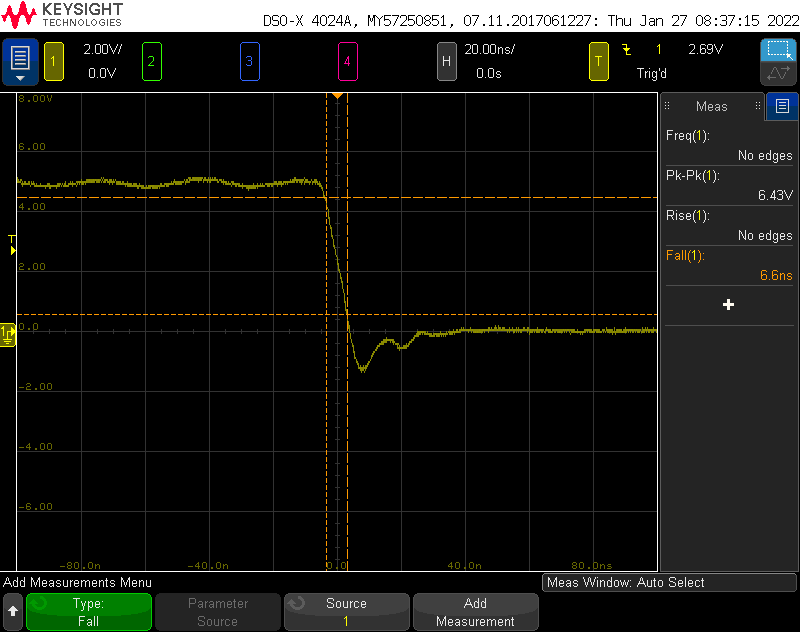 KEYSIGHT
TECHNOLOGIES
DSO-X 4024A, MY57250851, 07.11.2017061227: Thu Jan 27 08:37:15 2022
1 2.00V/ 2 3 4 H 20.00ns/ T 1 2.69V
0.0V 0.0s Trig'd
8.00V
6.00
4.00
2.00
0.0
-2.00
-4.00
-6.00
-80.0n -40.0n 0.0 40.0n 80.0ns
T
1
Meas
Freq(1):
No edges
Pk-Pk(1):
6.43V
Rise(1):
No edges
Fall(1):
6.6ns
+
Add Measurements Menu
Meas Window: Auto Select
Type:
Fall
Parameter
Source
Source
1
Add
Measurement